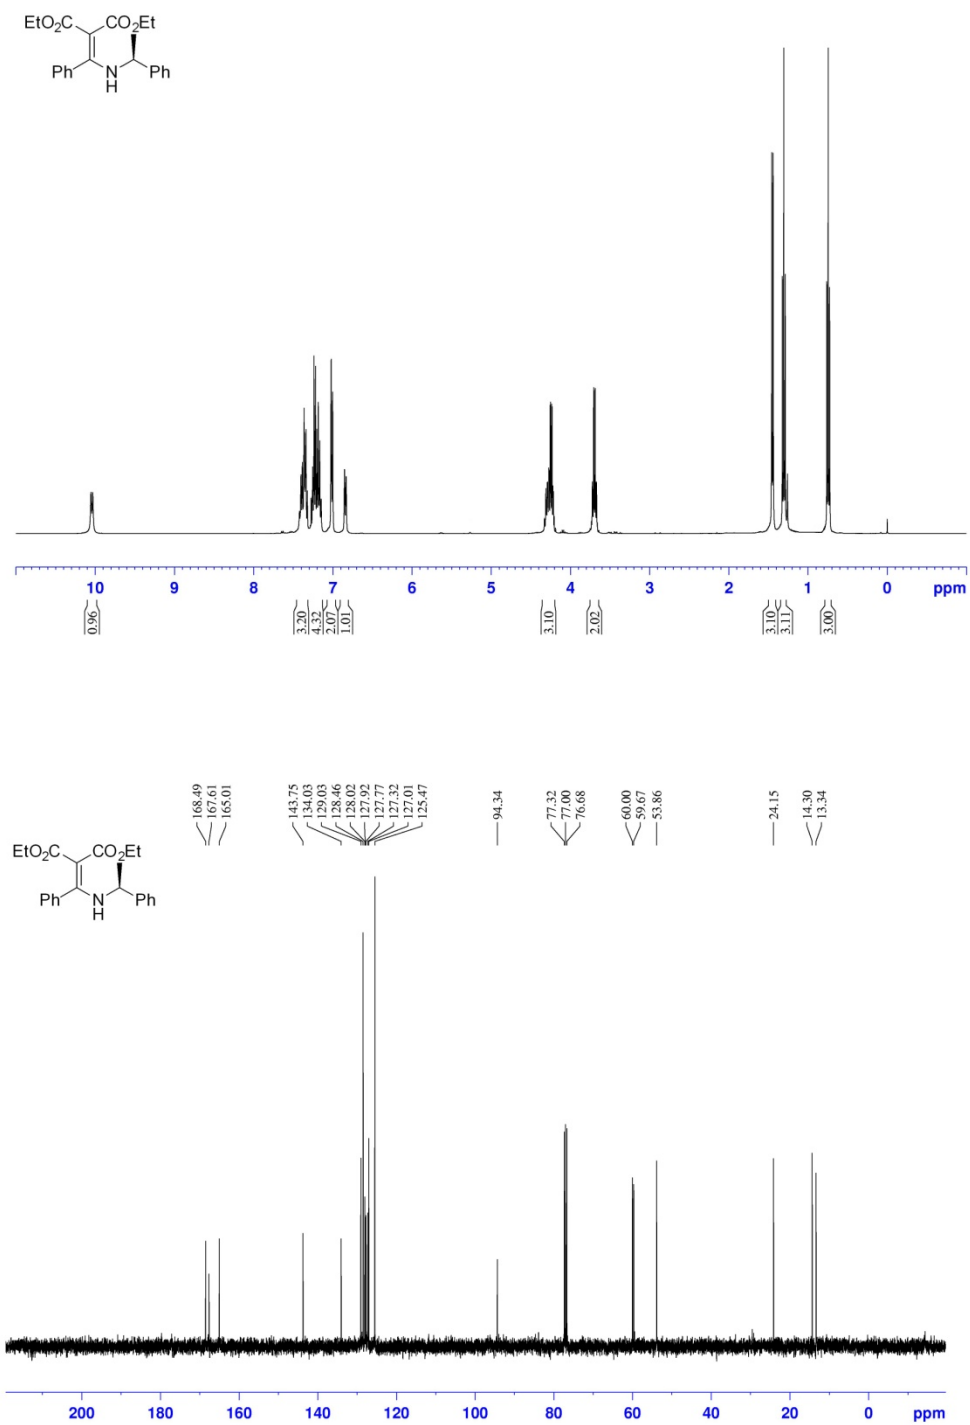 EtO2C CO2Et
Ph N Ph
H
10 9 8 7 6 5 4 3 2 1 0 ppm
0.96 3.20 4.32 2.07 1.01 3.10 2.02 3.10 3.11 3.00
168.49 167.61 165.01 143.75 134.03 129.03 128.46 128.02 127.92 127.77 127.32 127.01 125.47 94.34 77.32 77.00 76.68 60.00 59.67 53.86 24.15 14.30 13.34
EtO2C CO2Et
Ph N Ph
H
200 180 160 140 120 100 80 60 40 20 0 ppm